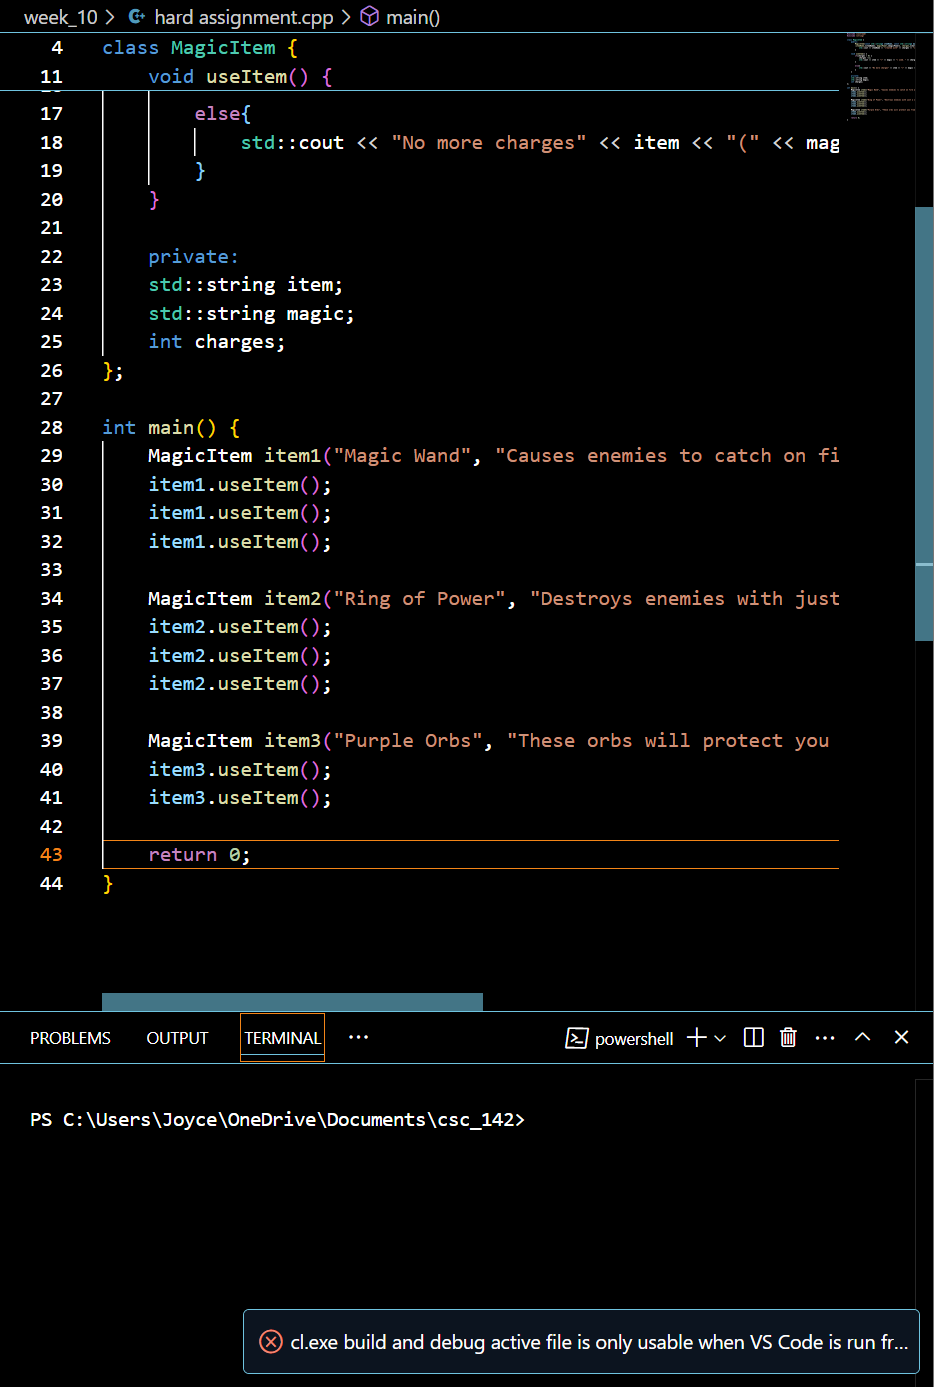 week_10 > hard assignment.cpp > main()
4 class MagicItem {
11 void useItem() {
17 else{
18 std::cout << "No more charges" << item << "(" << mag
19 }
20 }
21
22 private:
23 std::string item;
24 std::string magic;
25 int charges;
26 };
27
28 int main() {
29 MagicItem item1("Magic Wand", "Causes enemies to catch on fi
30 item1.useItem();
31 item1.useItem();
32 item1.useItem();
33
34 MagicItem item2("Ring of Power", "Destroys enemies with just
35 item2.useItem();
36 item2.useItem();
37 item2.useItem();
38
39 MagicItem item3("Purple Orbs", "These orbs will protect you
40 item3.useItem();
41 item3.useItem();
42
43 return 0;
44 }
PROBLEMS OUTPUT TERMINAL ··· powershell
PS C:\Users\Joyce\OneDrive\Documents\csc_142>
cl.exe build and debug active file is only usable when VS Code is run fr...